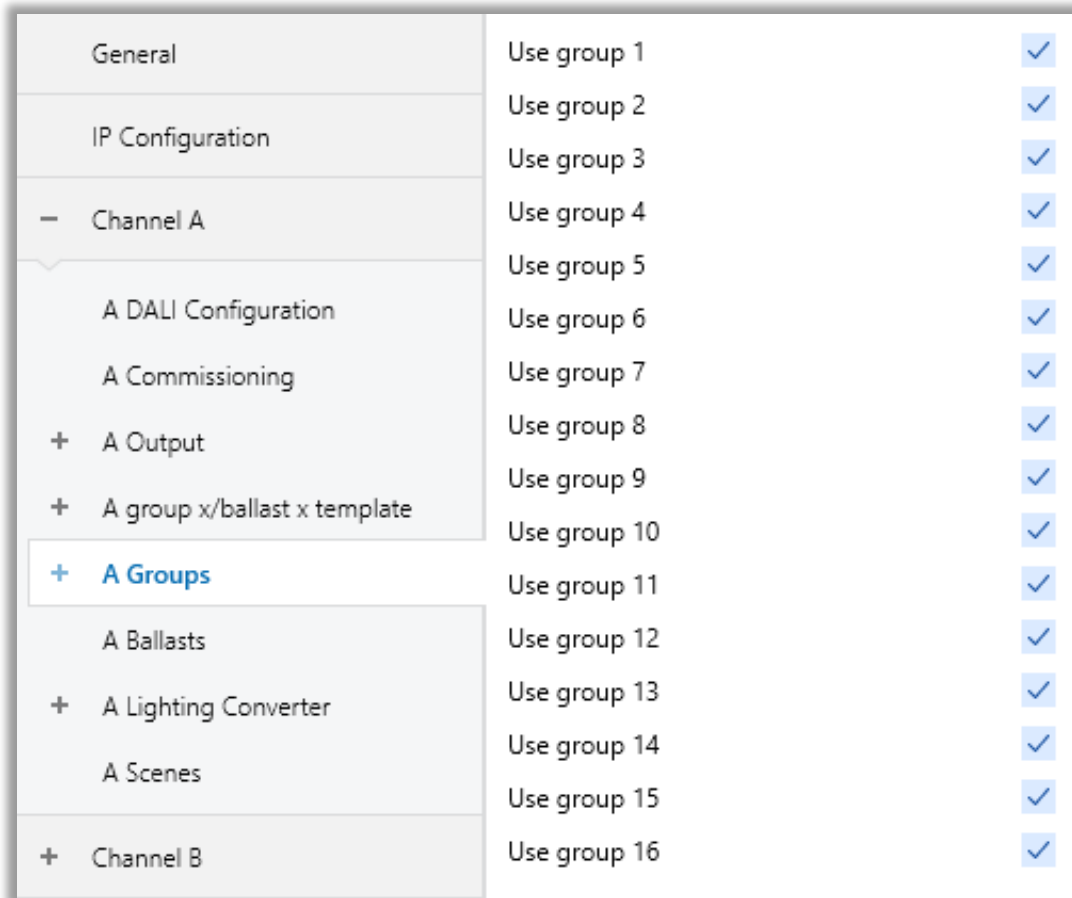 General
IP Configuration
− Channel A
A DALI Configuration
A Commissioning
+ A Output
+ A group x/ballast x template
+ A Groups
A Ballasts
+ A Lighting Converter
A Scenes
+ Channel B
Use group 1
Use group 2
Use group 3
Use group 4
Use group 5
Use group 6
Use group 7
Use group 8
Use group 9
Use group 10
Use group 11
Use group 12
Use group 13
Use group 14
Use group 15
Use group 16